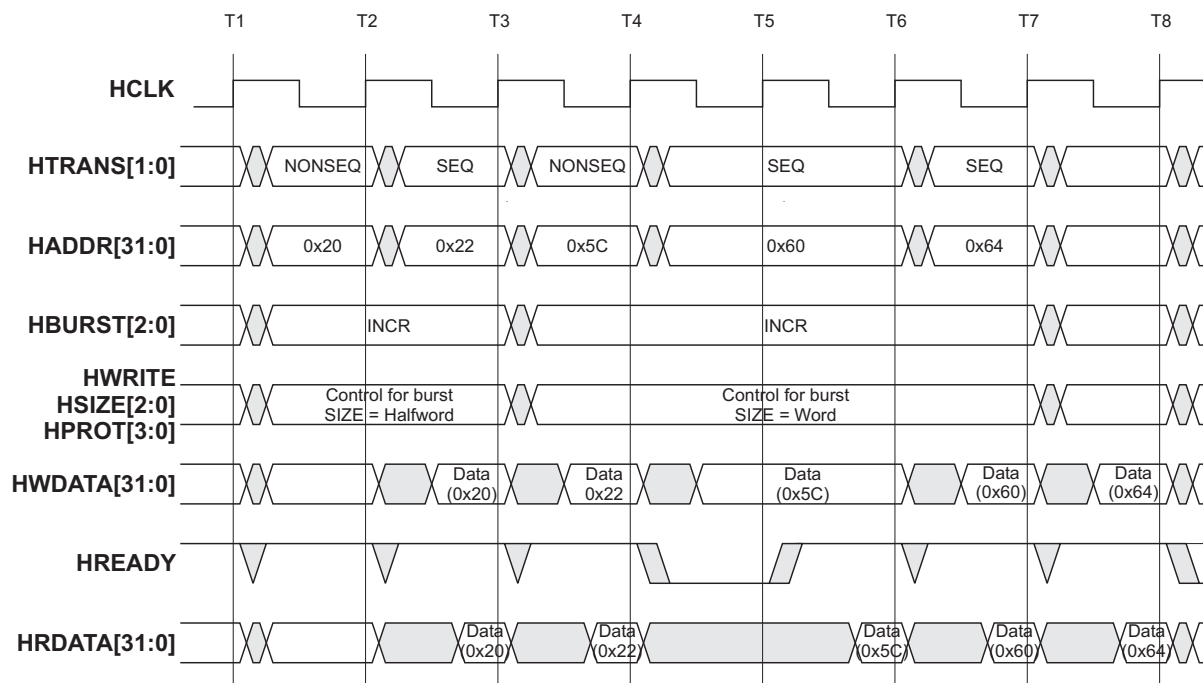 T1 T2 T3 T4 T5 T6 T7 T8
HCLK
HTRANS[1:0] NONSEQ SEQ NONSEQ SEQ SEQ
HADDR[31:0] 0x20 0x22 0x5C 0x60 0x64
HBURST[2:0] INCR INCR
HWRITE
HSIZE[2:0]
HPROT[3:0]
Control for burst
SIZE = Halfword
Control for burst
SIZE = Word
HWDATA[31:0]
Data
(0x20)
Data
0x22
Data
(0x5C)
Data
(0x60)
Data
(0x64)
HREADY
HRDATA[31:0]
Data
(0x20)
Data
(0x22)
Data
(0x5C)
Data
(0x60)
Data
(0x64)